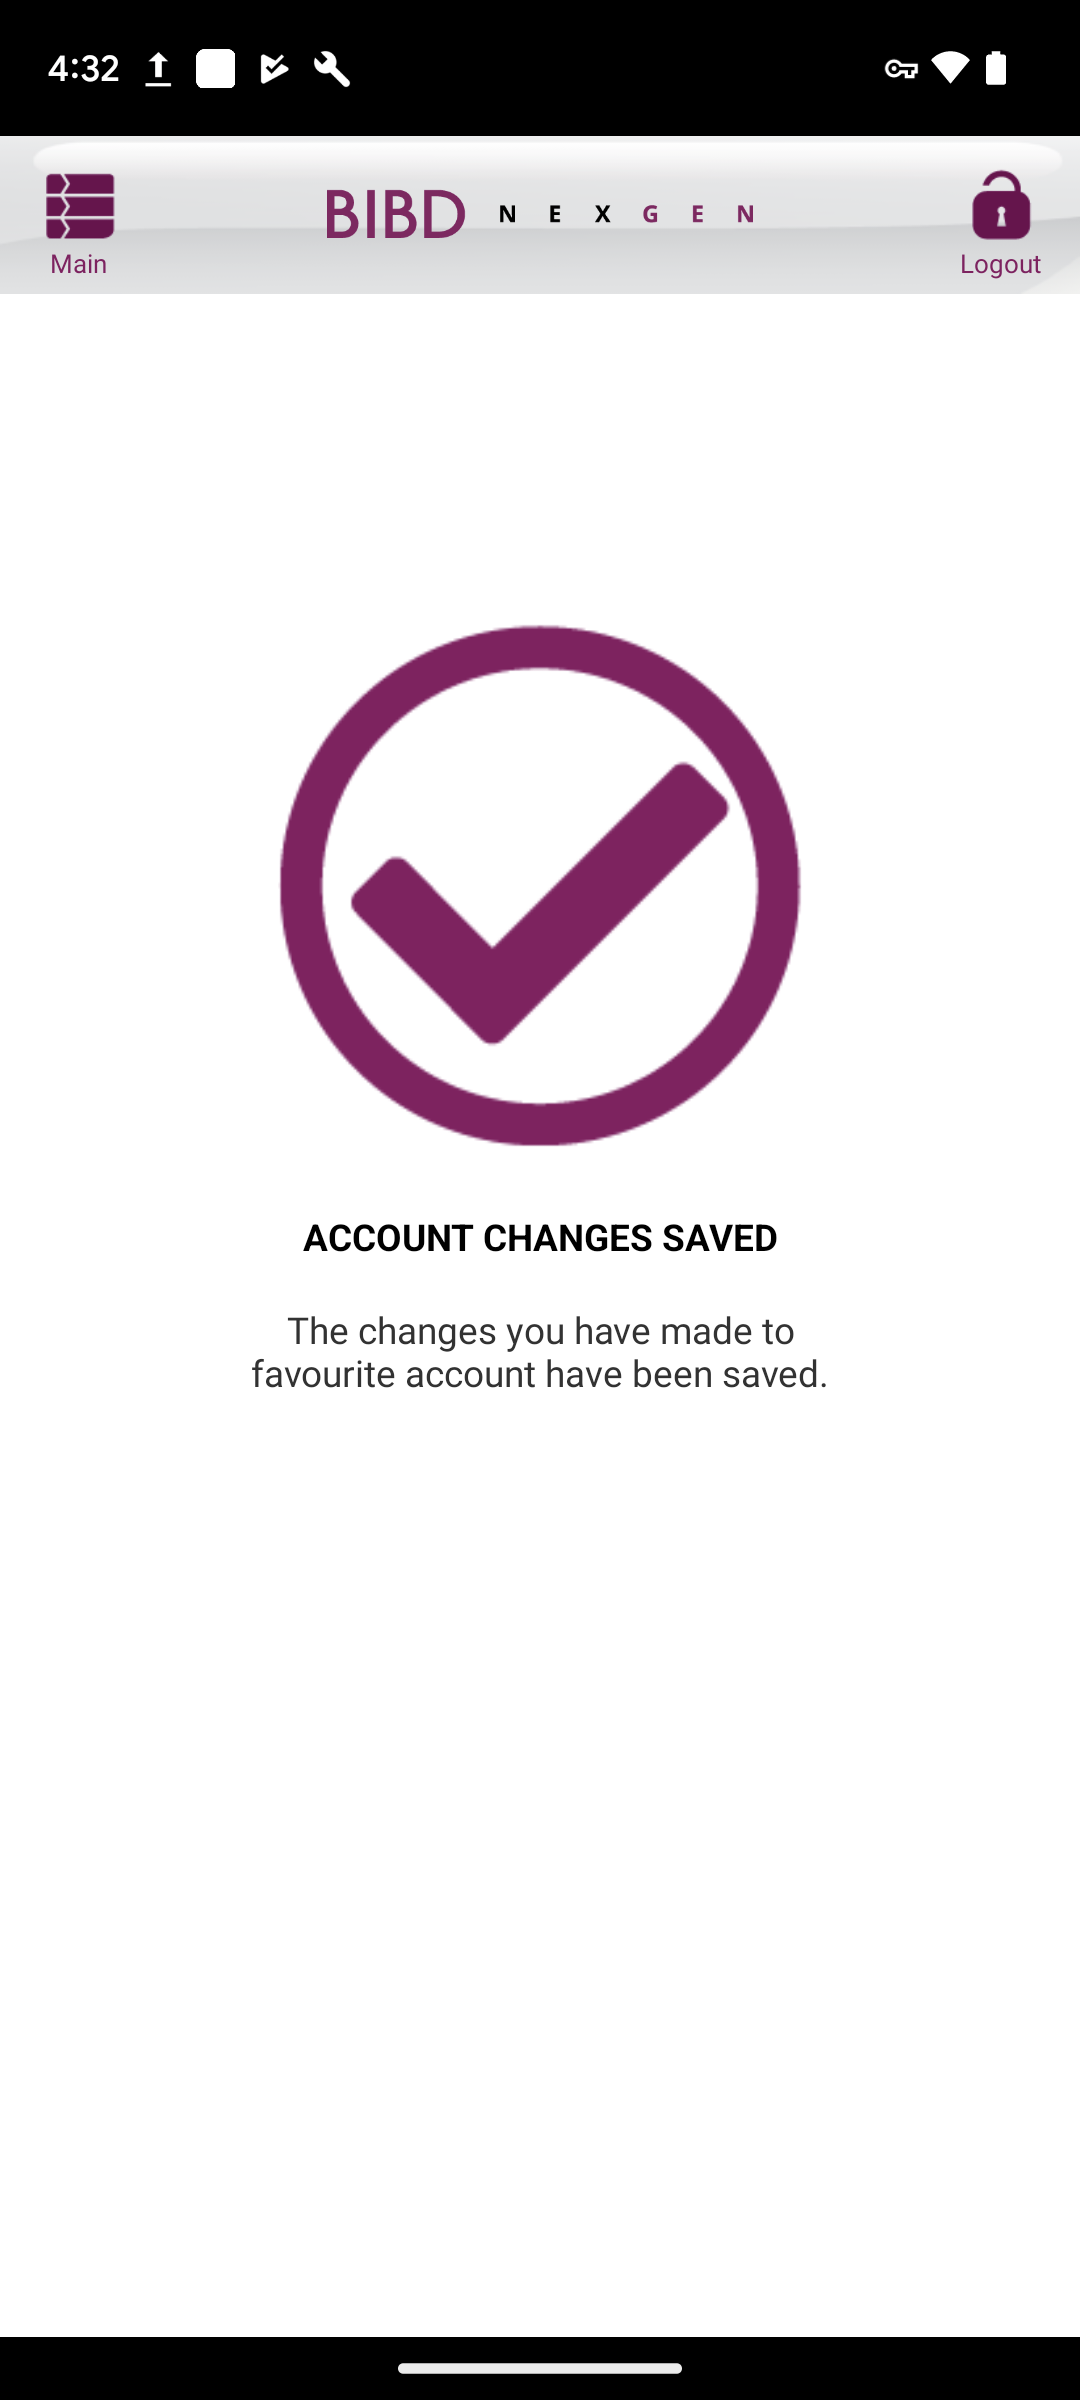 4:32
BIBD NEXGEN
Main
Logout
ACCOUNT CHANGES SAVED
The changes you have made to
favourite account have been saved.